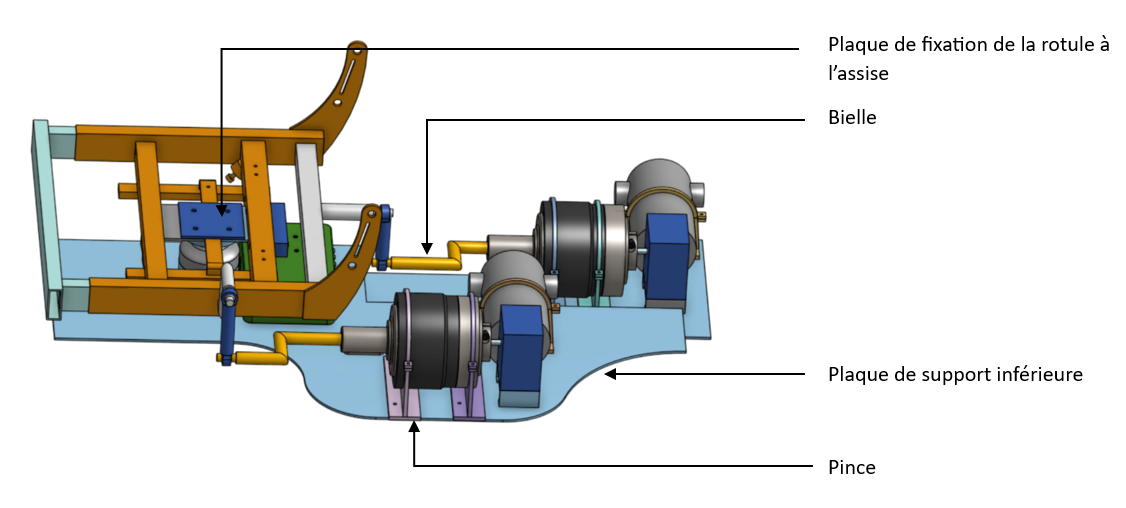 Plaque de fixation de la rotule à
l’assise
Bielle
Plaque de support inférieure
Pince